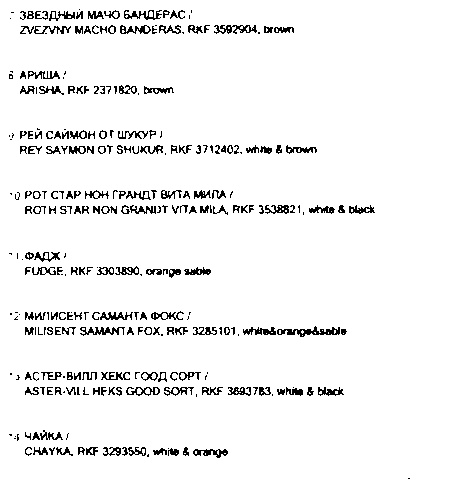 7. ЗВЕЗДНЫЙ МАЧО БАНДЕРАС /
ZVEZVNY MACHO BANDERAS, RKF 3592904, brown
8. АРИША /
ARISHA, RKF 2371820, brown
9. РЕЙ САЙМОН ОТ ШУКУР /
REY SAYMON OT SHUKUR, RKF 3712402, white & brown
10. РОТ СТАР НОН ГРАНДТ ВИТА МИЛА /
ROTH STAR NON GRANDT VITA MILA, RKF 3538821, white & black
11. ФАДЖ /
FUDGE, RKF 3303890, orange sable
12. МИЛИСЕНТ САМАНТА ФОКС /
MILISENT SAMANTA FOX, RKF 3285101, white&orange&sable
13. АСТЕР-ВИЛЛ ХЕКС ГООД СОРТ /
ASTER-VILL HEKS GOOD SORT, RKF 3693783, white & black
14. ЧАЙКА /
CHAYKA, RKF 3293550, white & orange